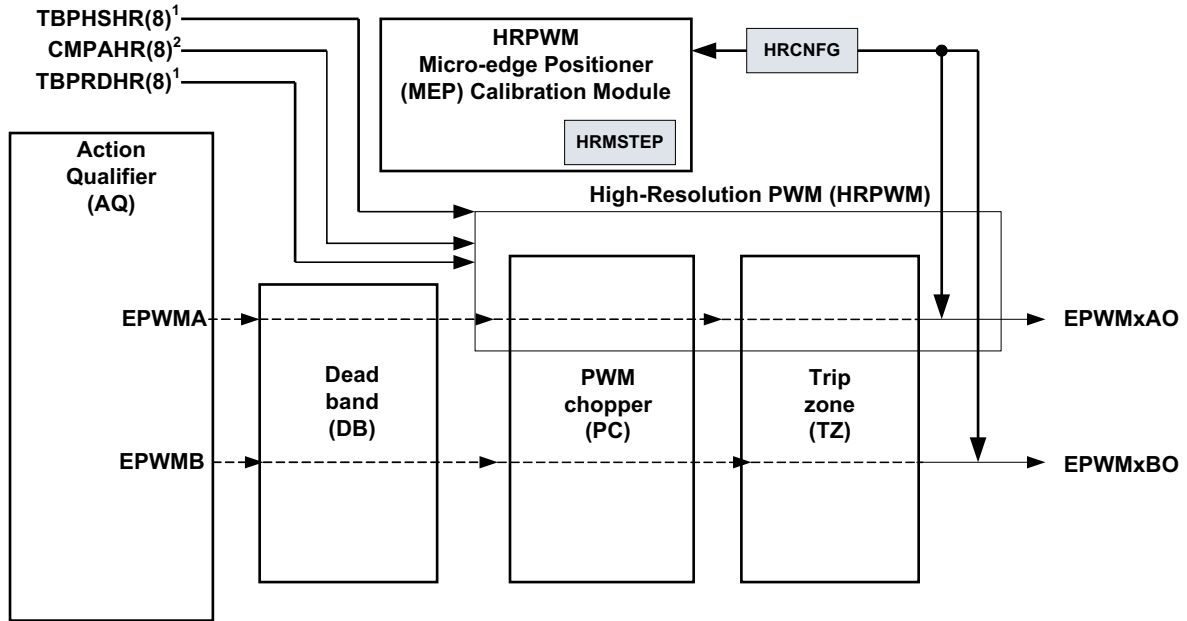 TBPHSHR(8)¹
CMPAHR(8)²
TBPRDHR(8)¹
HRPWM
Micro-edge Positioner
(MEP) Calibration Module
HRMSTEP
HRCNFG
Action
Qualifier
(AQ)
High-Resolution PWM (HRPWM)
EPWMA
EPWMxAO
Dead
band
(DB)
PWM
chopper
(PC)
Trip
zone
(TZ)
EPWMB
EPWMxBO